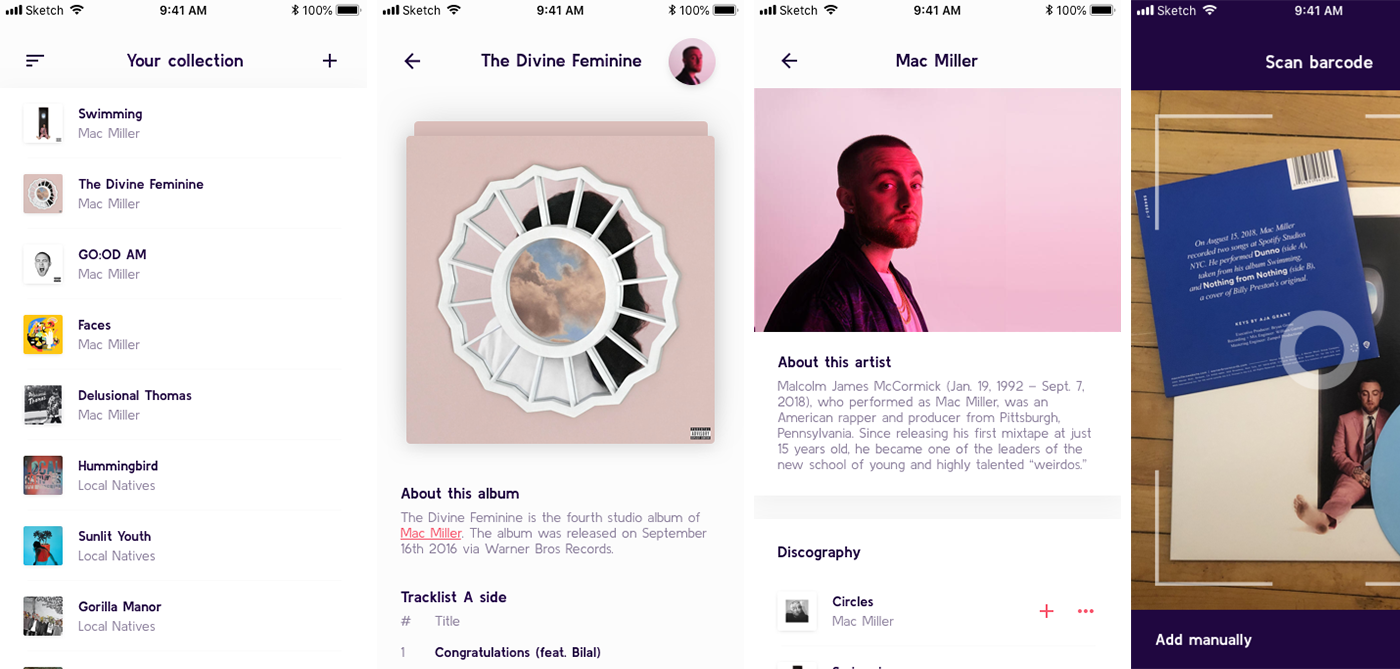 Sketch 9:41 AM 100%
Your collection
Swimming
Mac Miller
The Divine Feminine
Mac Miller
GO:OD AM
Mac Miller
Faces
Mac Miller
Delusional Thomas
Mac Miller
Hummingbird
Local Natives
Sunlit Youth
Local Natives
Gorilla Manor
Local Natives
Sketch 9:41 AM 100%
The Divine Feminine
About this album
The Divine Feminine is the fourth studio album of
Mac Miller. The album was released on September
16th 2016 via Warner Bros Records.
Tracklist A side
# Title
1 Congratulations (feat. Bilal)
Sketch 9:41 AM 100%
Mac Miller
About this artist
Malcolm James McCormick (Jan. 19, 1992 – Sept. 7,
2018), who performed as Mac Miller, was an
American rapper and producer from Pittsburgh,
Pennsylvania. Since releasing his first mixtape at just
15 years old, he became one of the leaders of the
new school of young and highly talented “weirdos.”
Discography
Circles
Mac Miller
Sketch 9:41 AM
Scan barcode
On August 15, 2018, Mac Miller
recorded two songs at Spotify Studios
NYC. He performed Dunno (side A),
taken from his album Swimming,
and Nothing from Nothing (side B),
a cover of Billy Preston's original.
KEYS BY AJA GRANT
Add manually